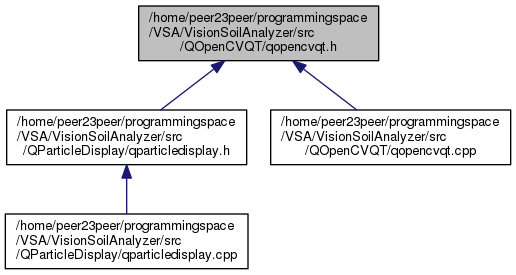 /home/peer23peer/programmingspace
/VSA/VisionSoilAnalyzer/src
/QOpenCVQT/qopencvqt.h
/home/peer23peer/programmingspace
/VSA/VisionSoilAnalyzer/src
/QParticleDisplay/qparticledisplay.h
/home/peer23peer/programmingspace
/VSA/VisionSoilAnalyzer/src
/QOpenCVQT/qopencvqt.cpp
/home/peer23peer/programmingspace
/VSA/VisionSoilAnalyzer/src
/QParticleDisplay/qparticledisplay.cpp